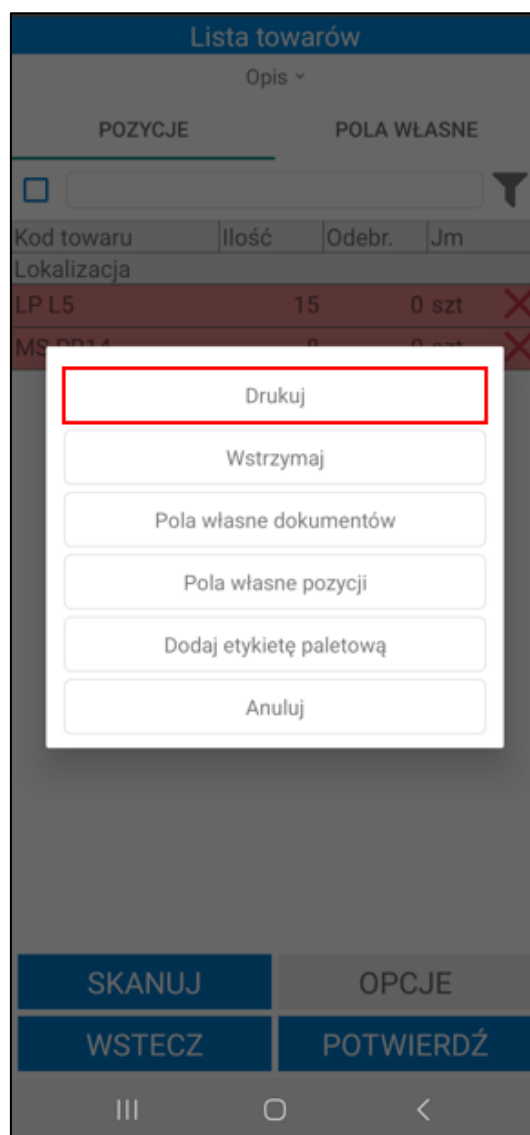 Lista towarów
Opis
POZYCJE POLA WŁASNE
Kod towaru Ilość Odebr. Jm
Lokalizacja
LP L5 15 0 szt
MS
Drukuj
Wstrzymaj
Pola własne dokumentów
Pola własne pozycji
Dodaj etykietę paletową
Anuluj
SKANUJ OPCJE
WSTECZ POTWIERDŹ